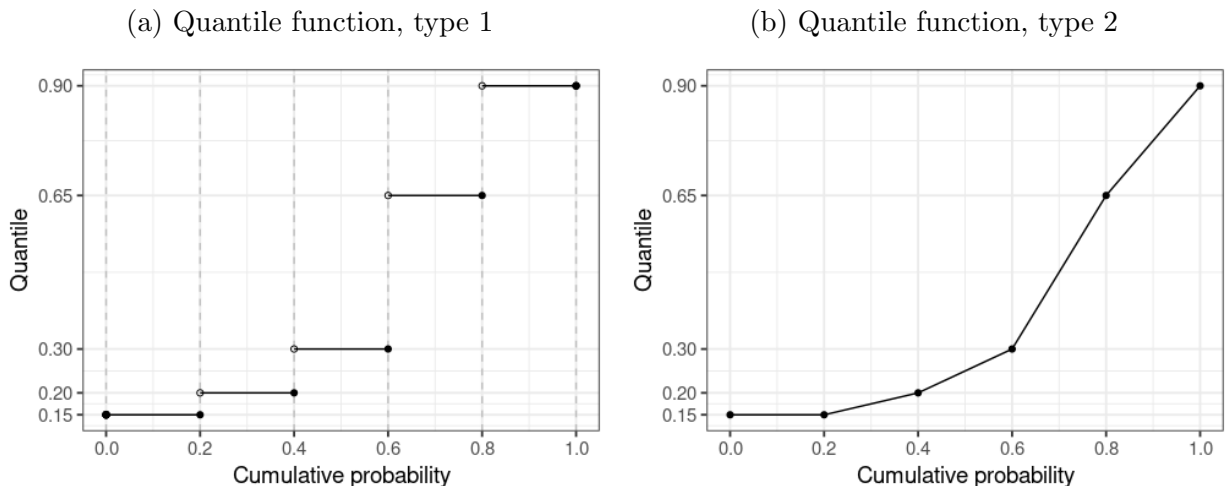 (a) Quantile function, type 1
(b) Quantile function, type 2
Quantile
0.90
0.65
0.30
0.20
0.15
0.0 0.2 0.4 0.6 0.8 1.0
Cumulative probability
Quantile
0.90
0.65
0.30
0.20
0.15
0.0 0.2 0.4 0.6 0.8 1.0
Cumulative probability